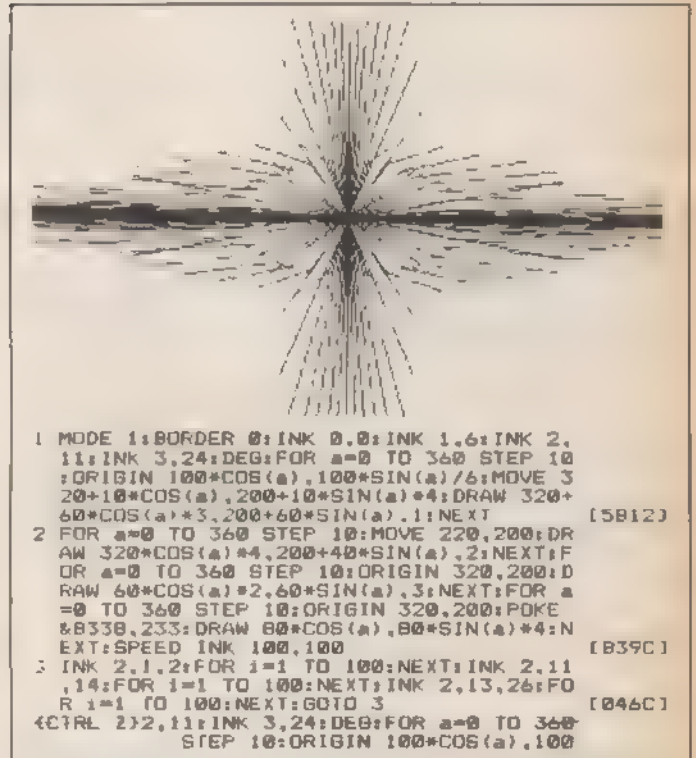 1 MODE 1:BORDER 0:INK 0,0:INK 1,6:INK 2,
11:INK 3,24:DEG:FOR a=0 TO 360 STEP 10
:ORIGIN 100*COS(a),100*SIN(a)/6:MOVE 3
20+10*COS(a),200+10*SIN(a)*4:DRAW 320+
60*COS(a)*3,200+60*SIN(a),1:NEXT [5B12]
2 FOR a=0 TO 360 STEP 10:MOVE 220,200:DR
AW 320*COS(a)*4,200+40*SIN(a),2:NEXT:F
OR a=0 TO 360 STEP 10:ORIGIN 320,200:D
RAW 60*COS(a)*2,60*SIN(a),3:NEXT:FOR a
=0 TO 360 STEP 10:ORIGIN 320,200:POKE
&B338,233:DRAW 80*COS(a),80*SIN(a)*4:N
EXT:SPEED INK 100,100 [B39C]
3 INK 2,1,2:FOR i=1 TO 100:NEXT:INK 2,11
,14:FOR i=1 TO 100:NEXT:INK 2,13,26:FO
R i=1 TO 100:NEXT:GOTO 3 [046C]
{CTRL 2}2,11:INK 3,24:DEG:FOR a=0 TO 360
STEP 10:ORIGIN 100*COS(a),100